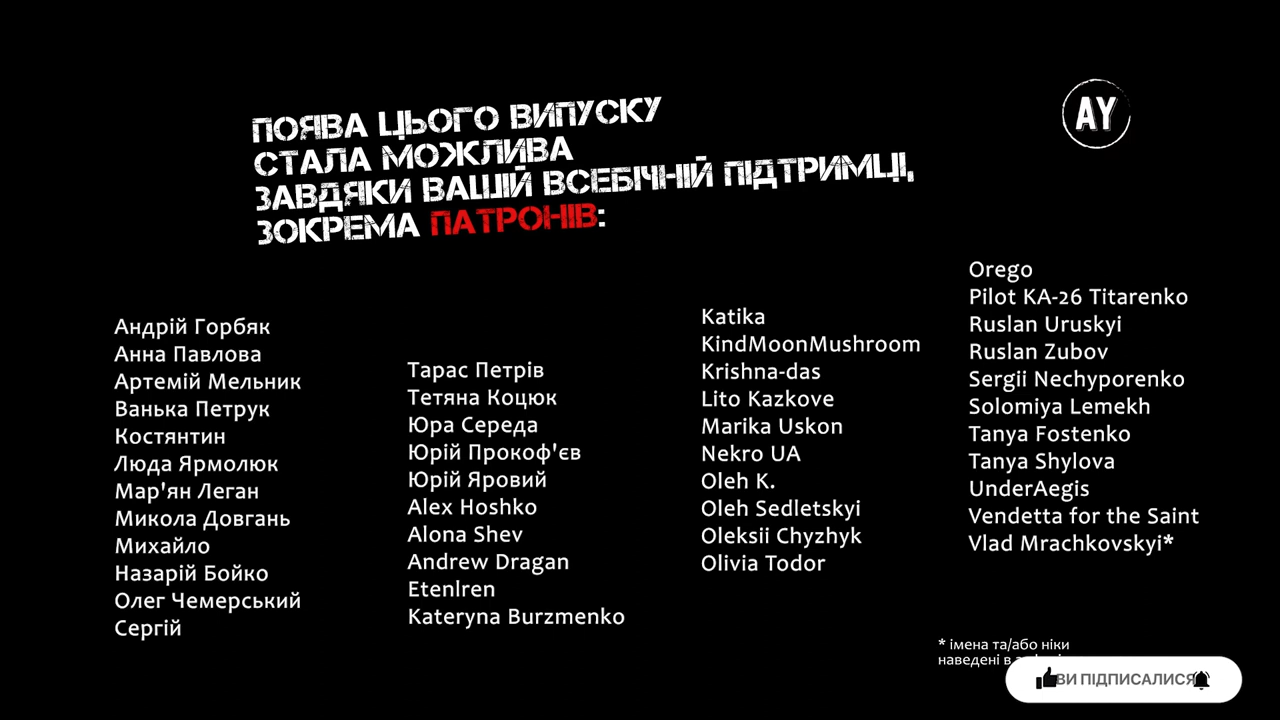 ПОЯВА ЦЬОГО ВИПУСКУ
СТАЛА МОЖЛИВА
ЗАВДЯКИ ВАШІЙ ВСЕБІЧНІЙ ПІДТРИМЦІ,
ЗОКРЕМА ПАТРОНІВ:
АУ
Андрій Горбяк
Анна Павлова
Артемій Мельник
Ванька Петрук
Костянтин
Люда Ярмолюк
Мар'ян Леган
Микола Довгань
Михайло
Назарій Бойко
Олег Чемерський
Сергій
Тарас Петрів
Тетяна Коцюк
Юра Середа
Юрій Прокоф'єв
Юрій Яровий
Alex Hoshko
Alona Shev
Andrew Dragan
Etenlren
Kateryna Burzmenko
Katika
KindMoonMushroom
Krishna-das
Lito Kazkove
Marika Uskon
Nekro UA
Oleh K.
Oleh Sedletskyi
Oleksii Chyzhyk
Olivia Todor
Orego
Pilot KA-26 Titarenko
Ruslan Uruskyi
Ruslan Zubov
Sergii Nechyporenko
Solomiya Lemekh
Tanya Fostenko
Tanya Shylova
UnderAegis
Vendetta for the Saint
Vlad Mrachkovskyi*
* імена та/або ніки
наведені в
ВИ ПІДПИСАЛИСЯ